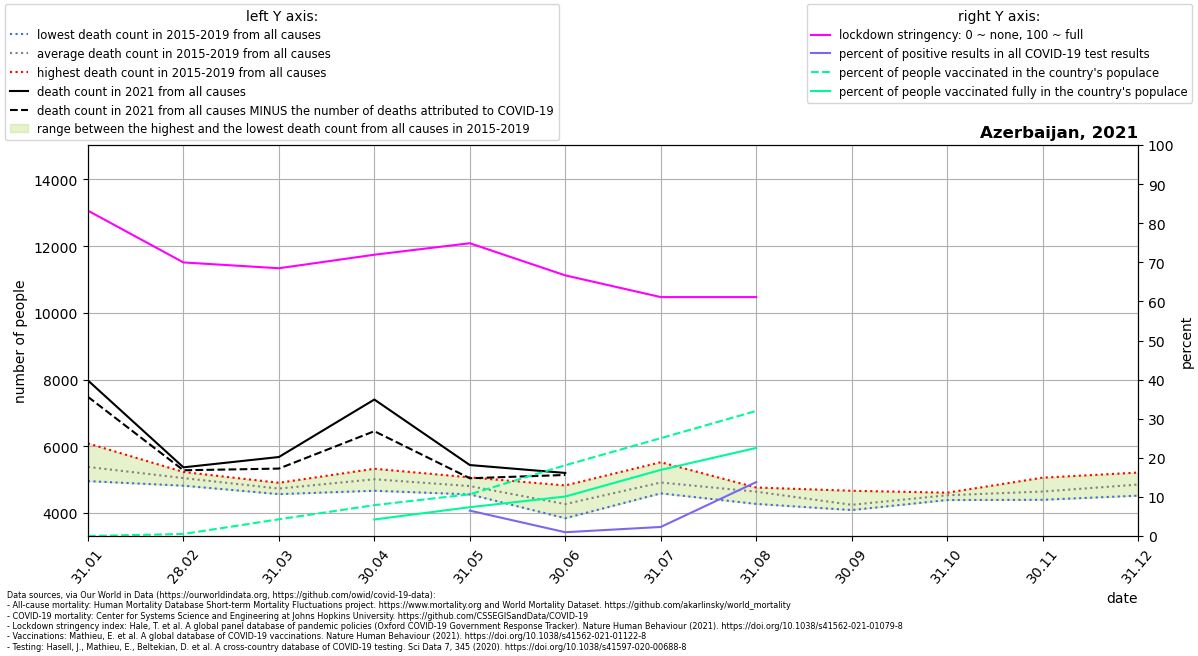 left Y axis:
lowest death count in 2015-2019 from all causes
average death count in 2015-2019 from all causes
highest death count in 2015-2019 from all causes
death count in 2021 from all causes
death count in 2021 from all causes MINUS the number of deaths attributed to COVID-19
range between the highest and the lowest death count from all causes in 2015-2019
right Y axis:
lockdown stringency: 0 ~ none, 100 ~ full
percent of positive results in all COVID-19 test results
percent of people vaccinated in the country's populace
percent of people vaccinated fully in the country's populace
Azerbaijan, 2021
14000
12000
10000
8000
6000
4000
number of people
100
90
80
70
60
50
40
30
20
10
0
percent
31.01
28.02
31.03
30.04
31.05
30.06
31.07
31.08
30.09
31.10
30.11
31.12
date
Data sources, via Our World in Data (https://ourworldindata.org, https://github.com/owid/covid-19-data):
- All-cause mortality: Human Mortality Database Short-term Mortality Fluctuations project. https://www.mortality.org and World Mortality Dataset. https://github.com/akarlinsky/world_mortality
- COVID-19 mortality: Center for Systems Science and Engineering at Johns Hopkins University. https://github.com/CSSEGISandData/COVID-19
- Lockdown stringency index: Hale, T. et al. A global panel database of pandemic policies (Oxford COVID-19 Government Response Tracker). Nature Human Behaviour (2021). https://doi.org/10.1038/s41562-021-01079-8
- Vaccinations: Mathieu, E. et al. A global database of COVID-19 vaccinations. Nature Human Behaviour (2021). https://doi.org/10.1038/s41562-021-01122-8
- Testing: Hasell, J., Mathieu, E., Beltekian, D. et al. A cross-country database of COVID-19 testing. Sci Data 7, 345 (2020). https://doi.org/10.1038/s41597-020-00688-8